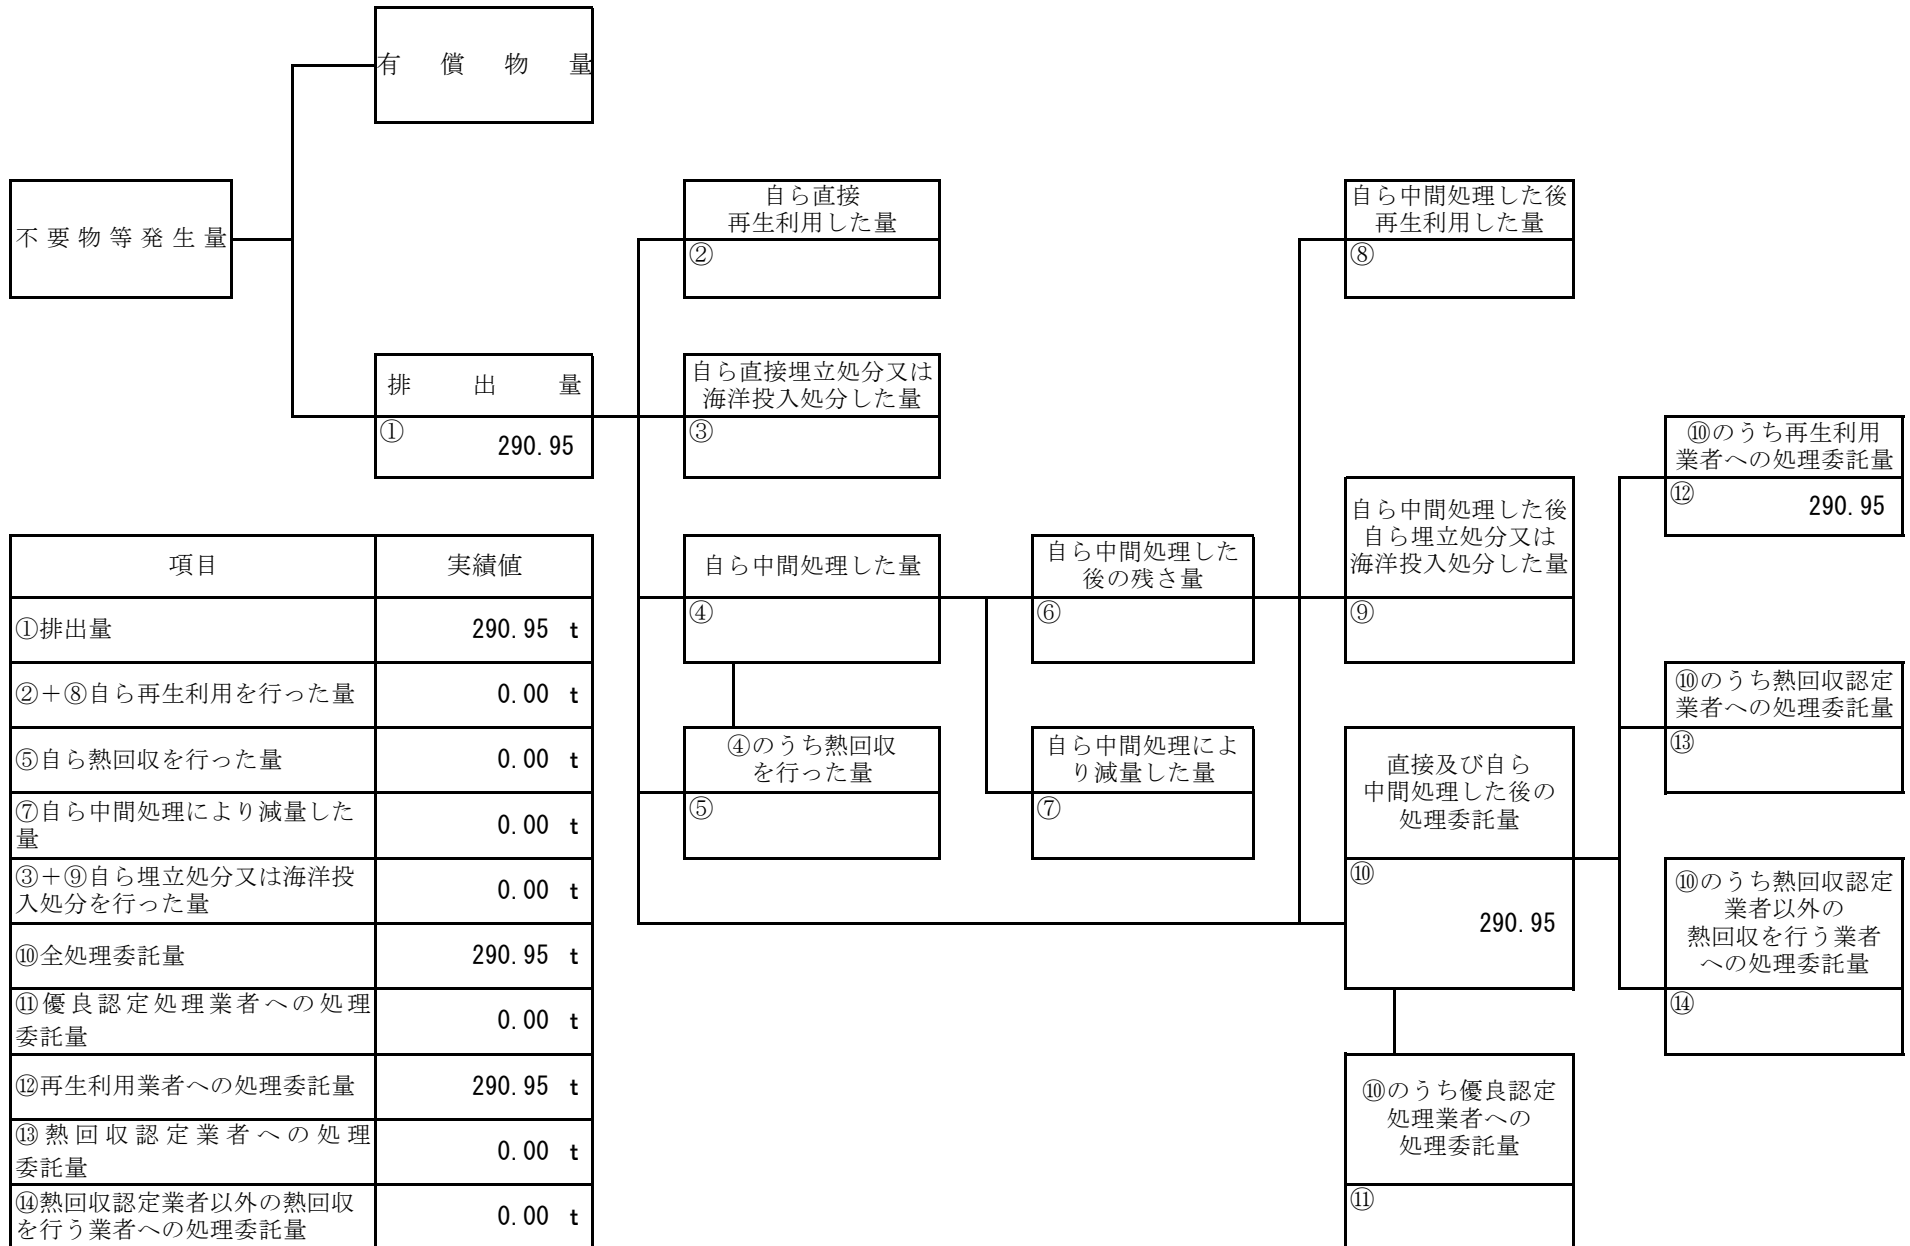 有償物量
不要物等発生量
排出量
①
290.95
自ら直接
再生利用した量
②
自ら直接埋立処分又は
海洋投入処分した量
③
自ら中間処理した量
④
④のうち熱回収
を行った量
⑤
自ら中間処理した
後の残さ量
⑥
自ら中間処理によ
り減量した量
⑦
自ら中間処理した後
再生利用した量
⑧
自ら中間処理した後
自ら埋立処分又は
海洋投入処分した量
⑨
直接及び自ら
中間処理した後の
処理委託量
⑩
290.95
⑩のうち優良認定
処理業者への
処理委託量
⑪
⑩のうち再生利用
業者への処理委託量
⑫
290.95
⑩のうち熱回収認定
業者への処理委託量
⑬
⑩のうち熱回収認定
業者以外の
熱回収を行う業者
への処理委託量
⑭
項目 実績値
①排出量 290.95 t
②+⑧自ら再生利用を行った量 0.00 t
⑤自ら熱回収を行った量 0.00 t
⑦自ら中間処理により減量した
量 0.00 t
③+⑨自ら埋立処分又は海洋投
入処分を行った量 0.00 t
⑩全処理委託量 290.95 t
⑪優良認定処理業者への処理
委託量 0.00 t
⑫再生利用業者への処理委託量 290.95 t
⑬熱回収認定業者への処理
委託量 0.00 t
⑭熱回収認定業者以外の熱回収
を行う業者への処理委託量 0.00 t